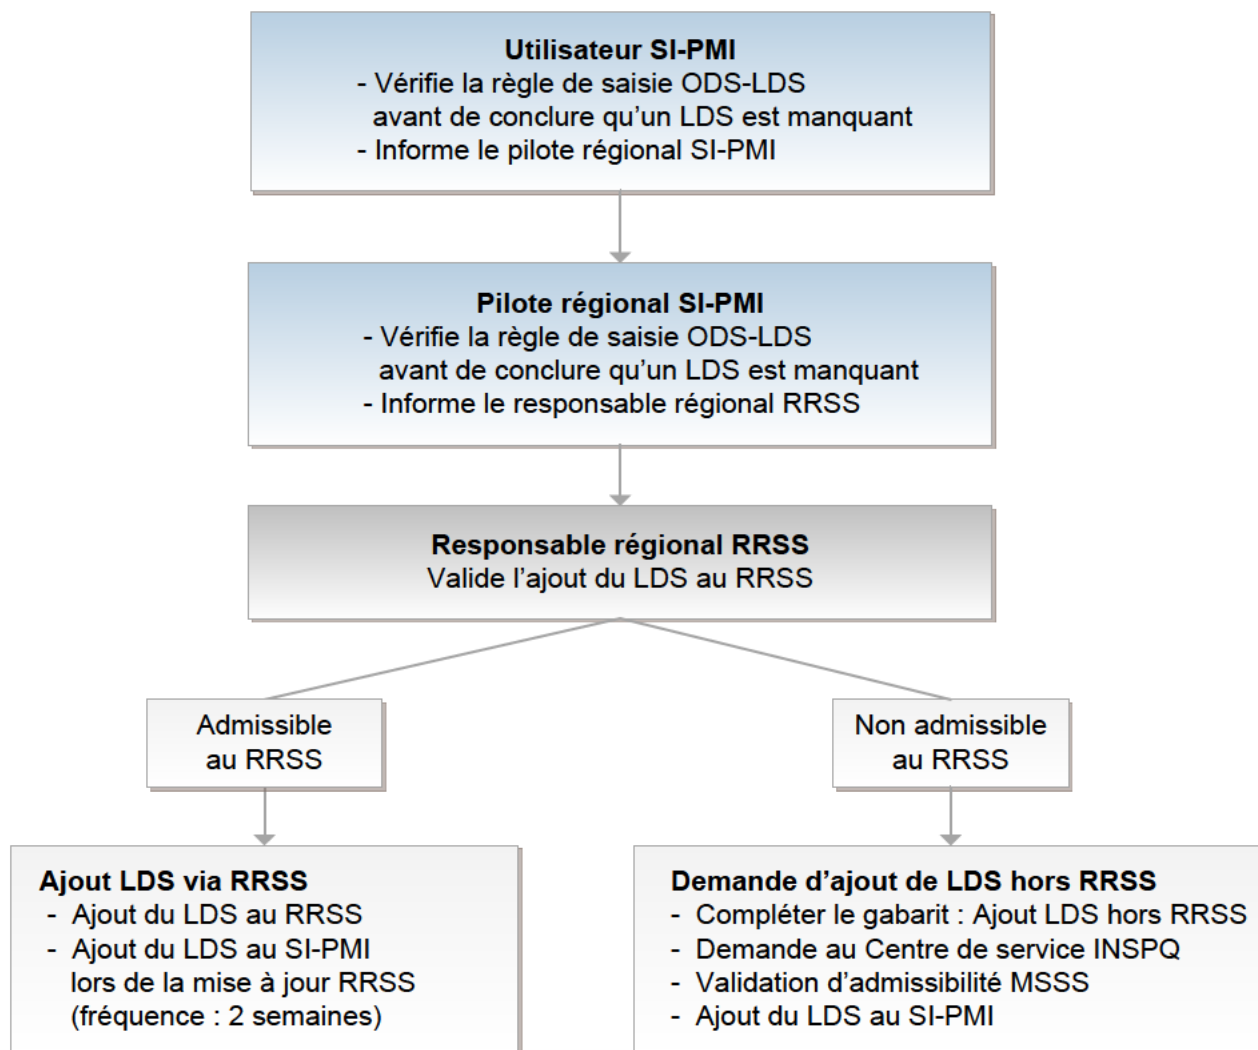 Utilisateur SI-PMI
- Vérifie la règle de saisie ODS-LDS
avant de conclure qu’un LDS est manquant
- Informe le pilote régional SI-PMI
Pilote régional SI-PMI
- Vérifie la règle de saisie ODS-LDS
avant de conclure qu’un LDS est manquant
- Informe le responsable régional RRSS
Responsable régional RRSS
Valide l’ajout du LDS au RRSS
Admissible
au RRSS
Non admissible
au RRSS
Ajout LDS via RRSS
- Ajout du LDS au RRSS
- Ajout du LDS au SI-PMI
lors de la mise à jour RRSS
(fréquence : 2 semaines)
Demande d’ajout de LDS hors RRSS
- Compléter le gabarit : Ajout LDS hors RRSS
- Demande au Centre de service INSPQ
- Validation d’admissibilité MSSS
- Ajout du LDS au SI-PMI